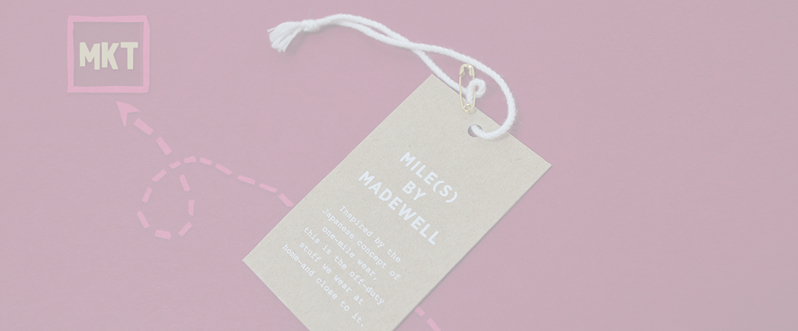 MKT
MILE(S)
BY
MADEWELL
Inspired by the
Japanese concept of
one-mile wear,
this is the off-duty
stuff we wear at
home—and close to it.